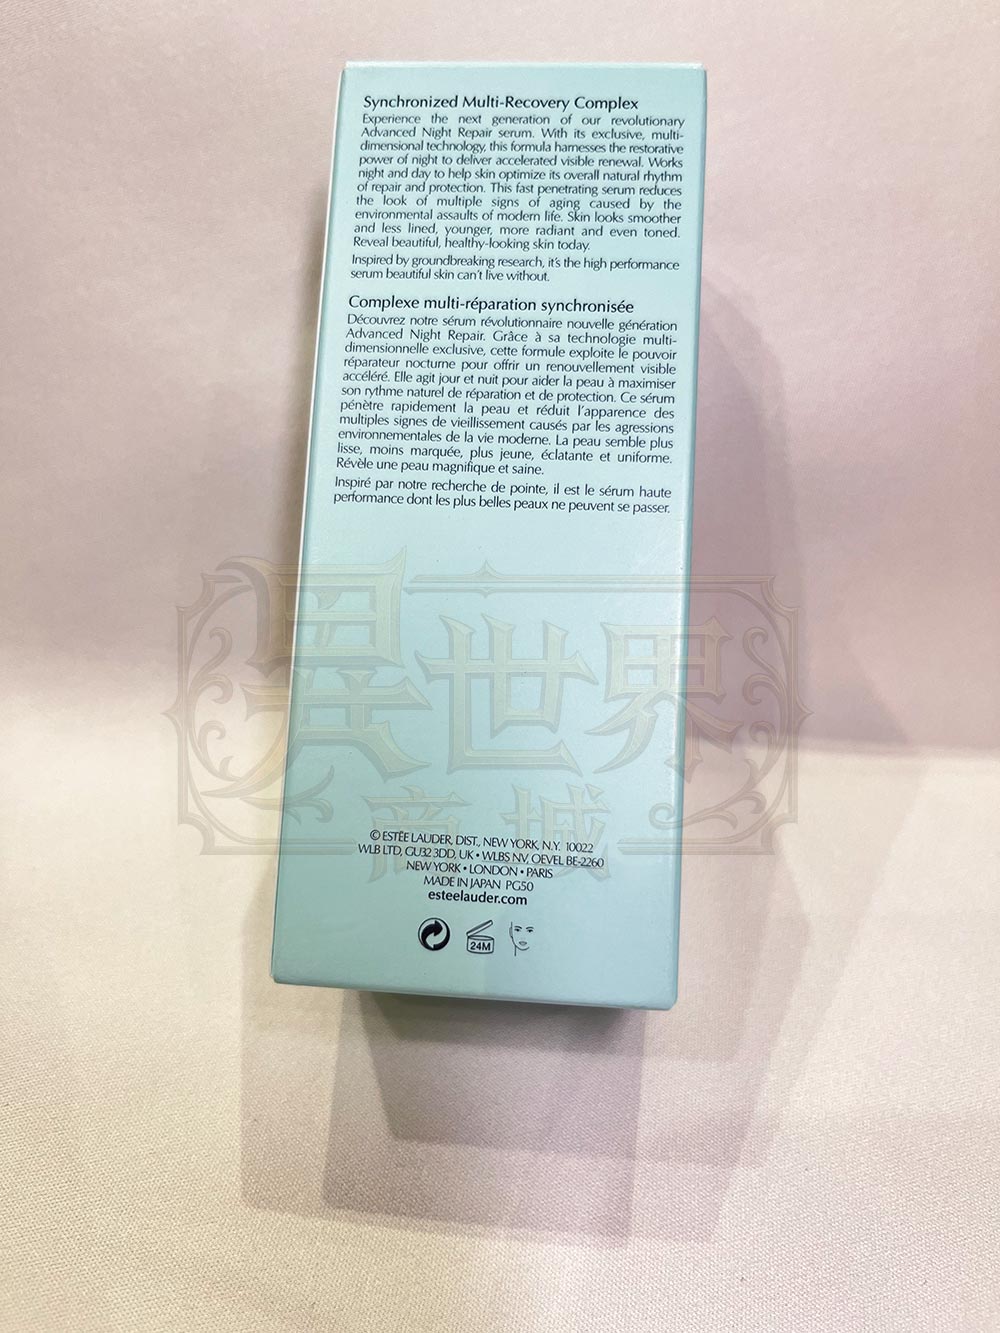 Synchronized Multi-Recovery Complex
Experience the next generation of our revolutionary
Advanced Night Repair serum. With its exclusive, multi-
dimensional technology, this formula harnesses the restorative
power of night to deliver accelerated visible renewal. Works
night and day to help skin optimize its overall natural rhythm
of repair and protection. This fast penetrating serum reduces
the look of multiple signs of aging caused by the
environmental assaults of modern life. Skin looks smoother
and less lined, younger, more radiant and even toned.
Reveal beautiful, healthy-looking skin today.
Inspired by groundbreaking research, it's the high performance
serum beautiful skin can't live without.
Complexe multi-réparation synchronisée
Découvrez notre sérum révolutionnaire nouvelle génération
Advanced Night Repair. Grâce à sa technologie multi-
dimensionnelle exclusive, cette formule exploite le pouvoir
réparateur nocturne pour offrir un renouvellement visible
accéléré. Elle agit jour et nuit pour aider la peau à maximiser
son rythme naturel de réparation et de protection. Ce sérum
pénètre rapidement la peau et réduit l'apparence des
multiples signes de vieillissement causés par les agressions
environnementales de la vie moderne. La peau semble plus
lisse, moins marquée, plus jeune, éclatante et uniforme.
Révèle une peau magnifique et saine.
Inspiré par notre recherche de pointe, il est le sérum haute
performance dont les plus belles peaux ne peuvent se passer.
異世界
商城
© ESTĒE LAUDER, DIST., NEW YORK, N.Y. 10022
WLB LTD, GU32 3DD, UK • WLBS NV, OEVEL BE-2260
NEW YORK • LONDON • PARIS
MADE IN JAPAN PG50
esteelauder.com
24M